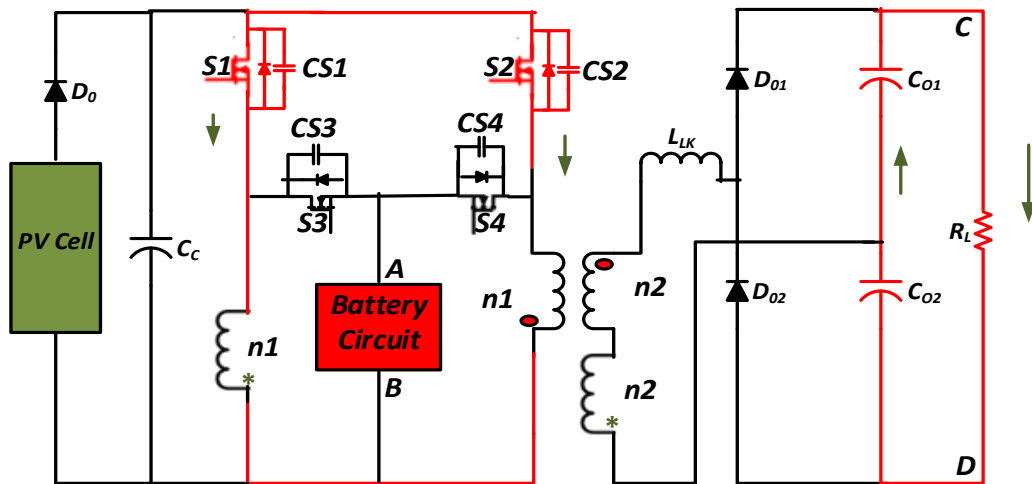 C
S1
CS1
S2
CS2
D0
D01
CO1
CS3
CS4
LLK
PV Cell
S3
S4
RL
CC
A
n1
n2
D02
CO2
Battery
Circuit
n1
*
B
n2
*
D